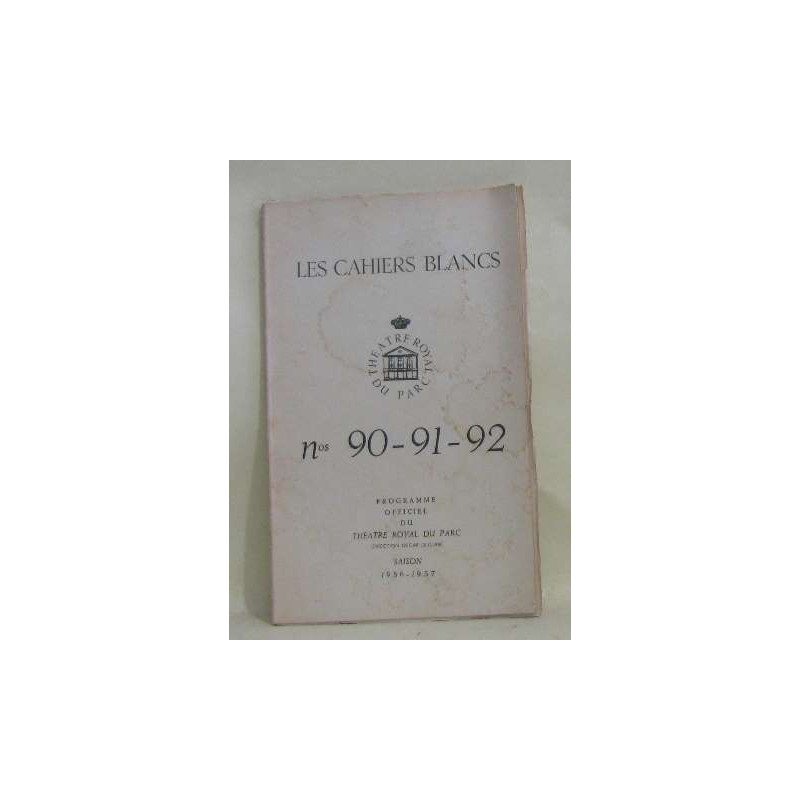 LES CAHIERS BLANCS
THEATRE ROYAL DU PARC
nos 90-91-92
PROGRAMME
OFFICIEL
DU
THEATRE ROYAL DU PARC
DIRECTION
SAISON
1956-1957